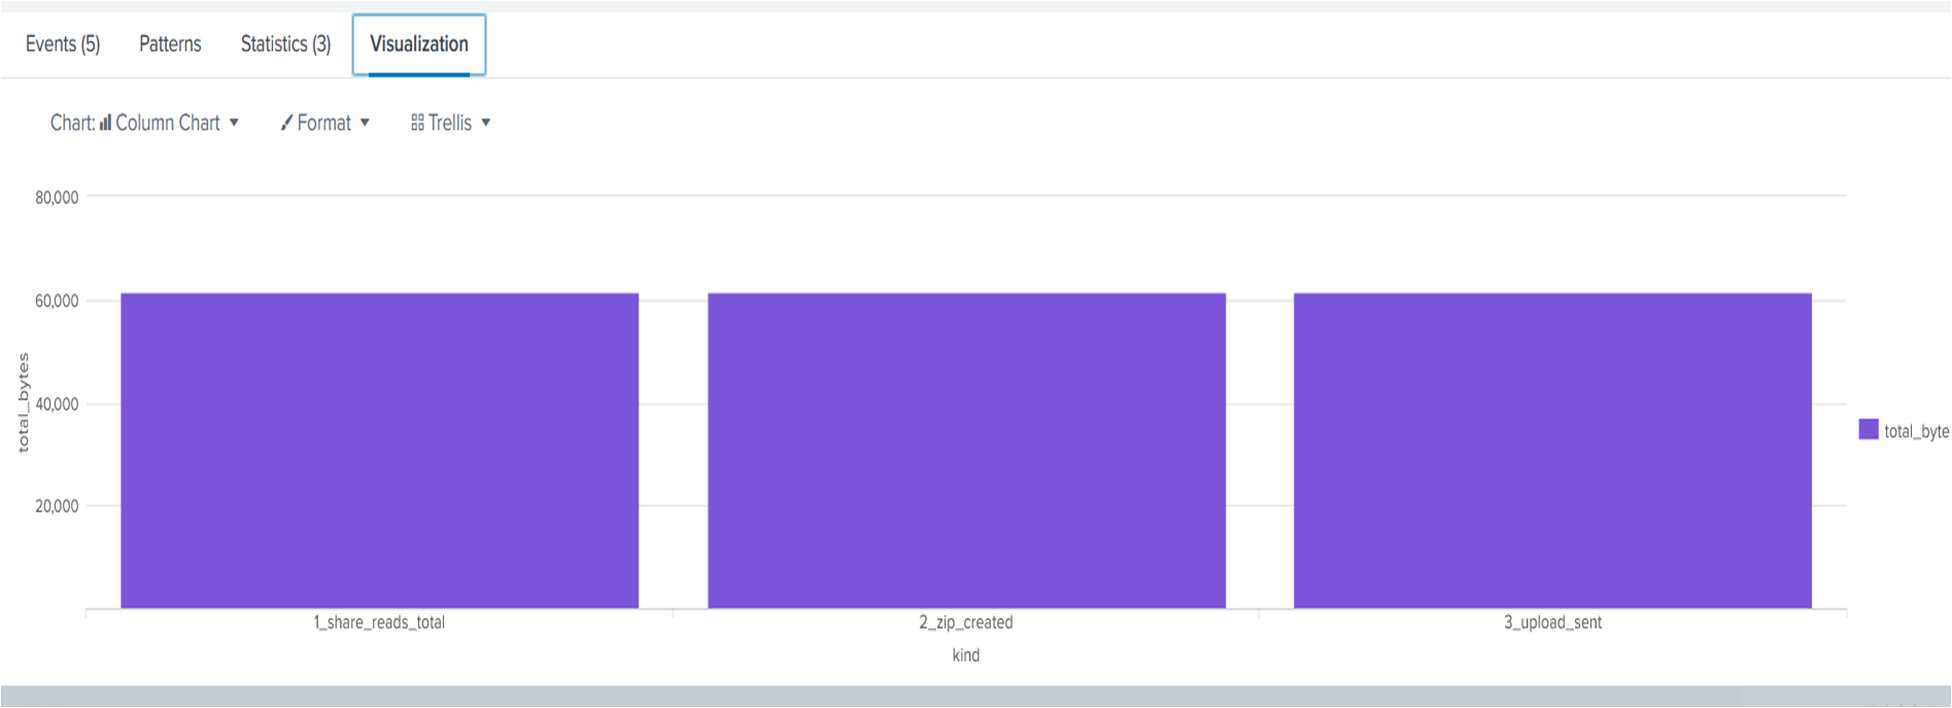 Events (5) Patterns Statistics (3) Visualization
Chart: Column Chart Format Trellis
80,000
60,000
40,000
20,000
total_bytes
total_byte
1_share_reads_total 2_zip_created 3_upload_sent
kind